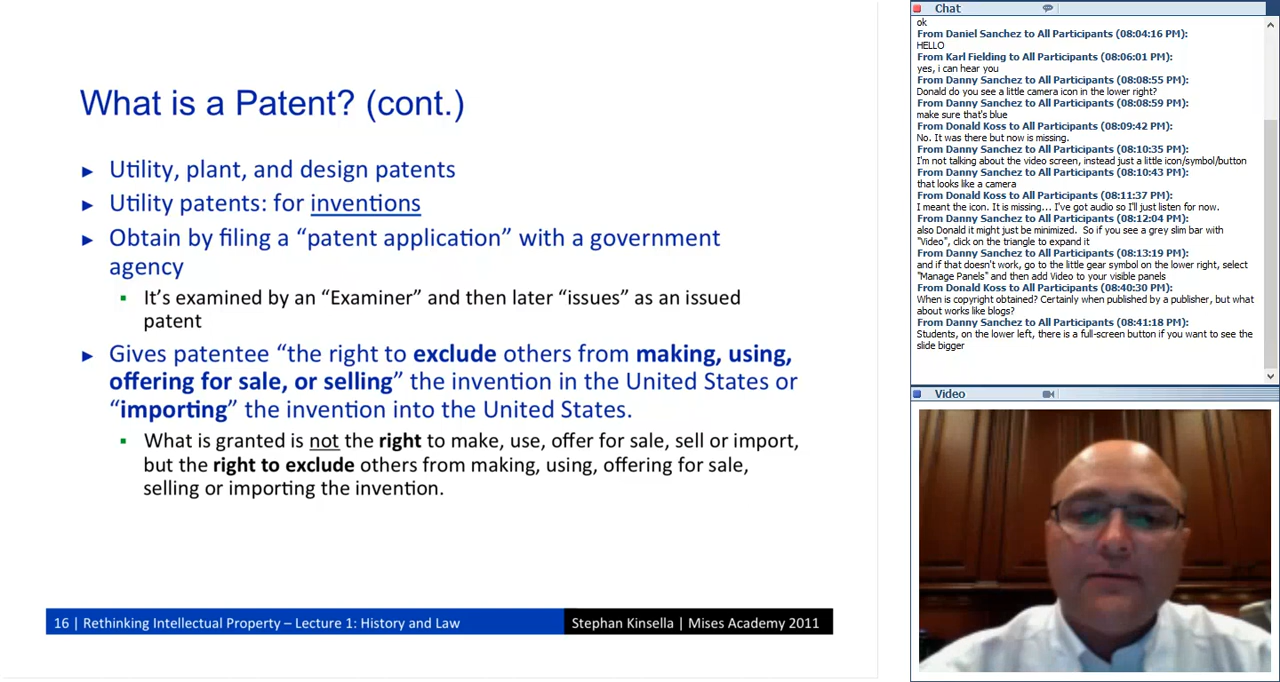 What is a Patent? (cont.)
► Utility, plant, and design patents
► Utility patents: for inventions
► Obtain by filing a “patent application” with a government
agency
▪ It’s examined by an “Examiner” and then later “issues” as an issued
patent
► Gives patentee “the right to exclude others from making, using,
offering for sale, or selling” the invention in the United States or
“importing” the invention into the United States.
▪ What is granted is not the right to make, use, offer for sale, sell or import,
but the right to exclude others from making, using, offering for sale,
selling or importing the invention.
16 | Rethinking Intellectual Property – Lecture 1: History and Law
Stephan Kinsella | Mises Academy 2011
Chat
ok
From Daniel Sanchez to All Participants (08:04:16 PM):
HELLO
From Karl Fielding to All Participants (08:06:01 PM):
yes, i can hear you
From Danny Sanchez to All Participants (08:08:55 PM):
Donald do you see a little camera icon in the lower right?
From Danny Sanchez to All Participants (08:08:59 PM):
make sure that's blue
From Donald Koss to All Participants (08:09:42 PM):
No. It was there but now is missing.
From Danny Sanchez to All Participants (08:10:35 PM):
I'm not talking about the video screen, instead just a little icon/symbol/button
From Danny Sanchez to All Participants (08:10:43 PM):
that looks like a camera
From Donald Koss to All Participants (08:11:37 PM):
I meant the icon. It is missing... I've got audio so I'll just listen for now.
From Danny Sanchez to All Participants (08:12:04 PM):
also Donald it might just be minimized. So if you see a grey slim bar with
"Video", click on the triangle to expand it
From Danny Sanchez to All Participants (08:13:19 PM):
and if that doesn't work, go to the little gear symbol on the lower right, select
"Manage Panels" and then add Video to your visible panels
From Donald Koss to All Participants (08:40:30 PM):
When is copyright obtained? Certainly when published by a publisher, but what
about works like blogs?
From Danny Sanchez to All Participants (08:41:18 PM):
Students, on the lower left, there is a full-screen button if you want to see the
slide bigger
Video